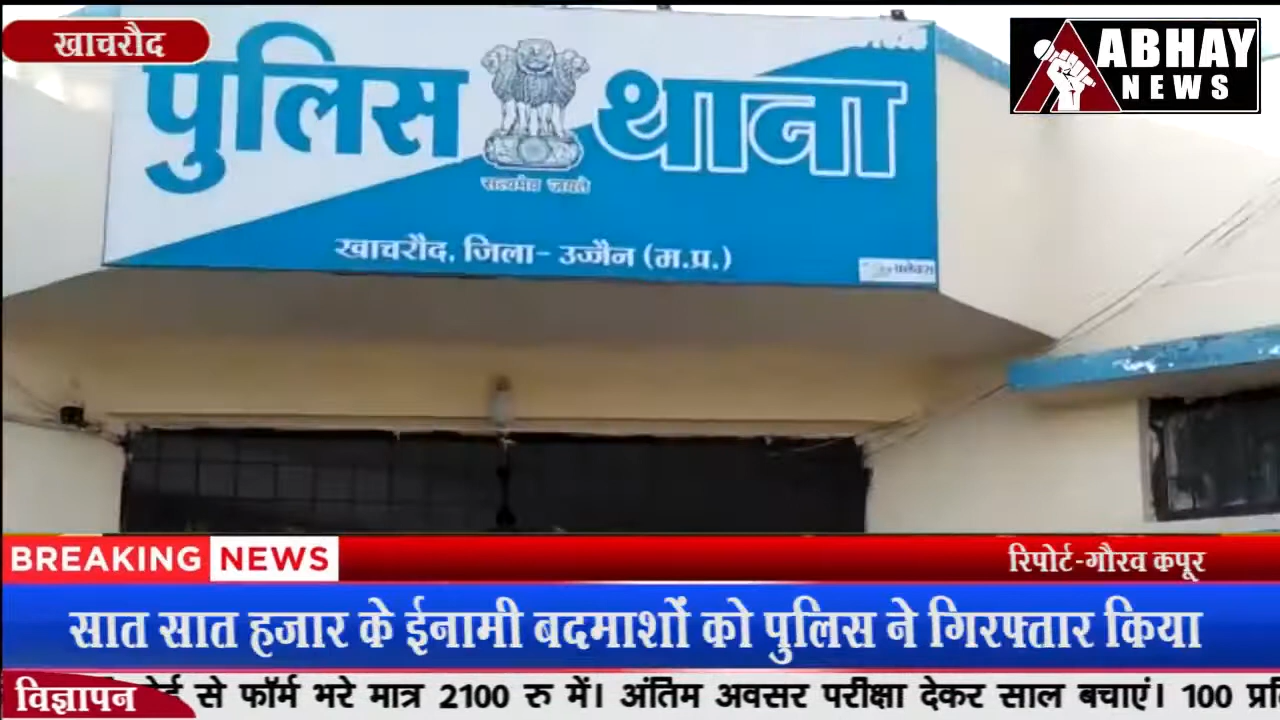 खाचरौद
ABHAY
NEWS
पुलिस थाना
सत्यमेव जयते
खाचरौद, जिला- उज्जैन (म.प्र.)
BREAKING NEWS
रिपोर्ट-गौरव कपूर
सात सात हजार के ईनामी बदमाशों को पुलिस ने गिरफ्तार किया
विज्ञापन
से फॉर्म भरे मात्र 2100 रु में। अंतिम अवसर परीक्षा देकर साल बचाएं। 100